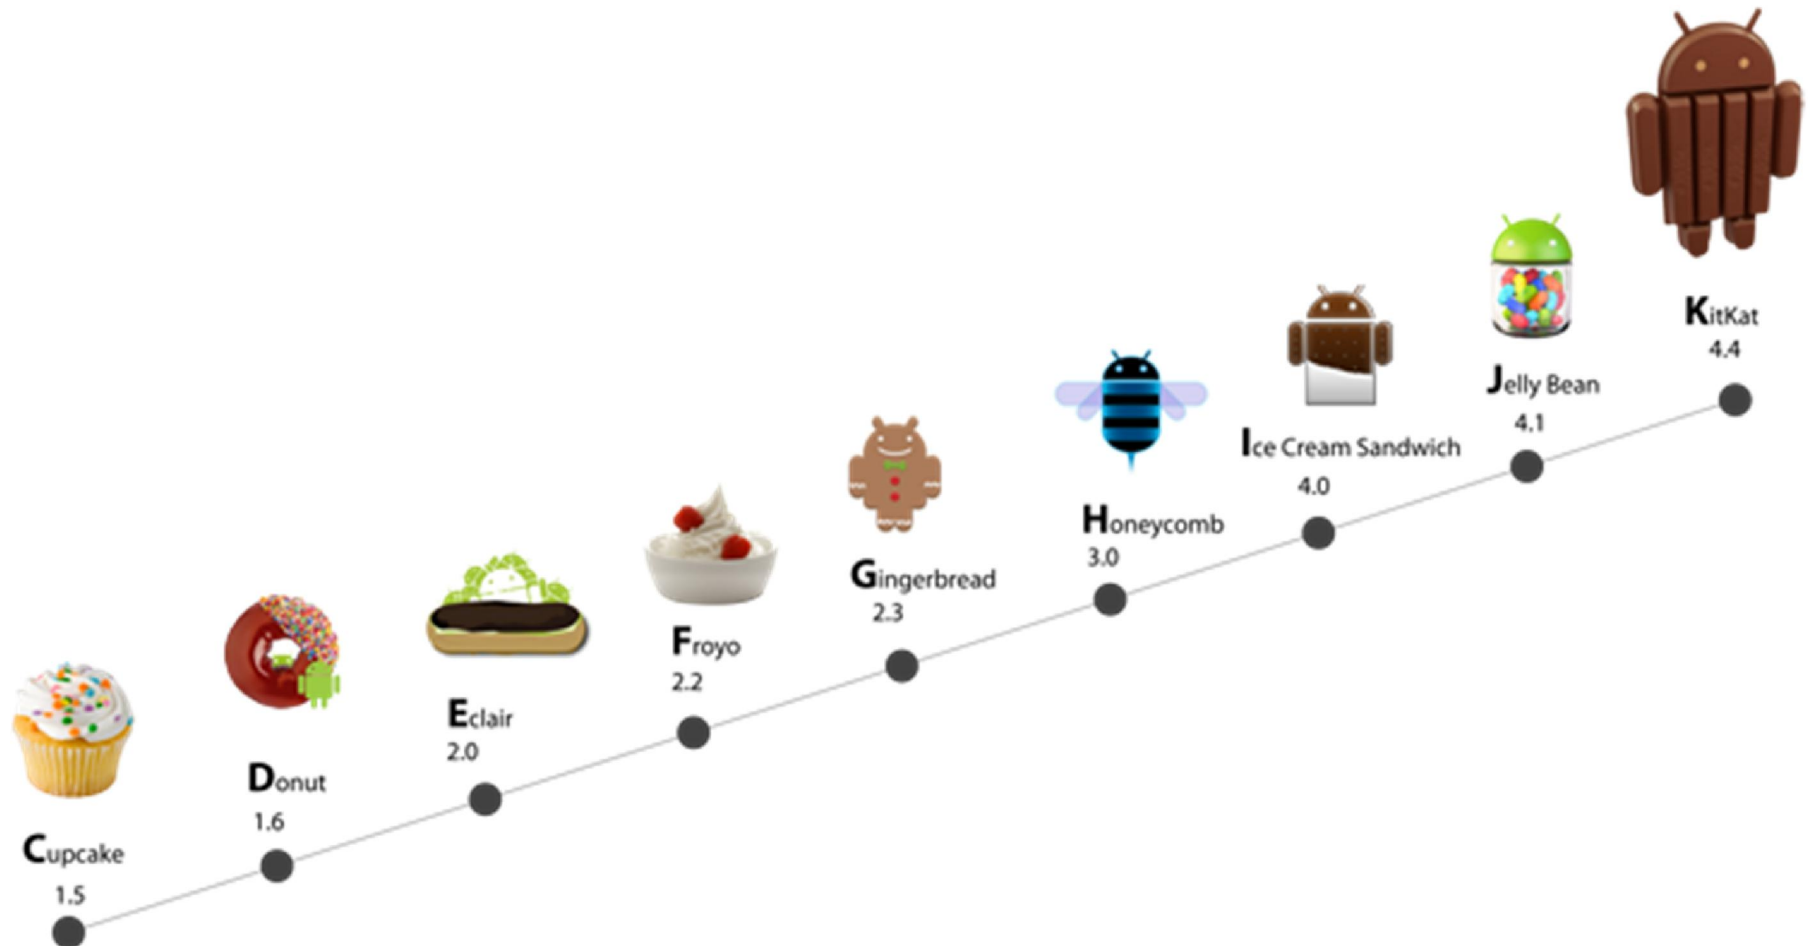 Cupcake
1.5
Donut
1.6
Eclair
2.0
Froyo
2.2
Gingerbread
2.3
Honeycomb
3.0
Ice Cream Sandwich
4.0
Jelly Bean
4.1
KitKat
4.4